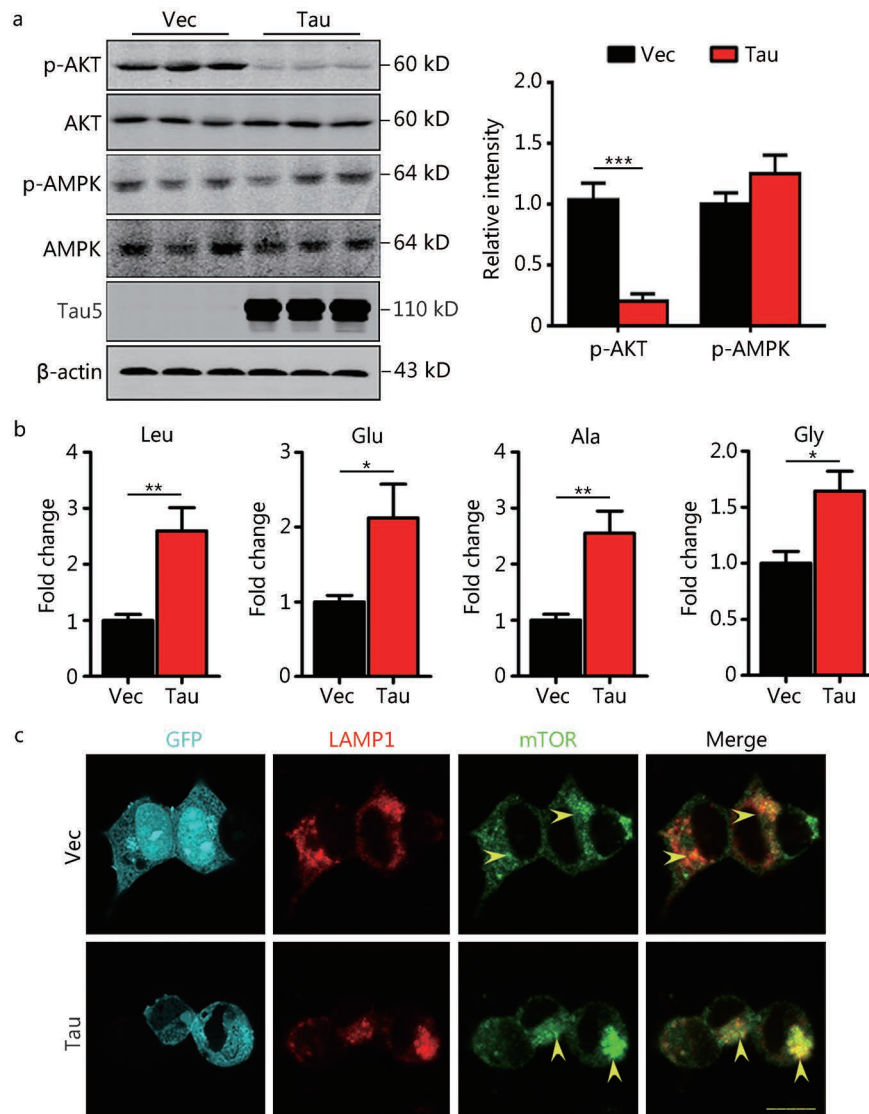 a
Vec Tau
p-AKT 60 kD
AKT 60 kD
p-AMPK 64 kD
AMPK 64 kD
Tau5 110 kD
β-actin 43 kD
Vec Tau
Relative intensity
2.0
1.5
1.0
0.5
0
***
p-AKT p-AMPK
b
Leu
Fold change
4
3
2
1
0
**
Vec Tau
Glu
Fold change
3
2
1
0
*
Vec Tau
Ala
Fold change
4
3
2
1
0
**
Vec Tau
Gly
Fold change
2.0
1.5
1.0
0.5
0
*
Vec Tau
c
GFP LAMP1 mTOR Merge
Vec
Tau